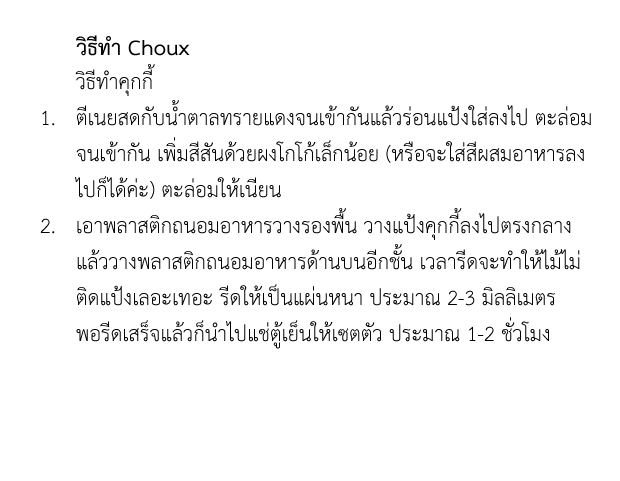 วิธีทำ Choux
วิธีทำคุกกี้
1. ตีเนยสดกับน้ำตาลทรายแดงจนเข้ากันแล้วร่อนแป้งใส่ลงไป ตะล่อม
จนเข้ากัน เพิ่มสีสันด้วยผงโกโก้เล็กน้อย (หรือจะใส่สีผสมอาหารลง
ไปก็ได้ค่ะ) ตะล่อมให้เนียน
2. เอาพลาสติกถนอมอาหารวางรองพื้น วางแป้งคุกกี้ลงไปตรงกลาง
แล้ววางพลาสติกถนอมอาหารด้านบนอีกชั้น เวลารีดจะทำให้ไม้ไม่
ติดแป้งเลอะเทอะ รีดให้เป็นแผ่นหนา ประมาณ 2-3 มิลลิเมตร
พอรีดเสร็จแล้วก็นำไปแช่ตู้เย็นให้เซตตัว ประมาณ 1-2 ชั่วโมง